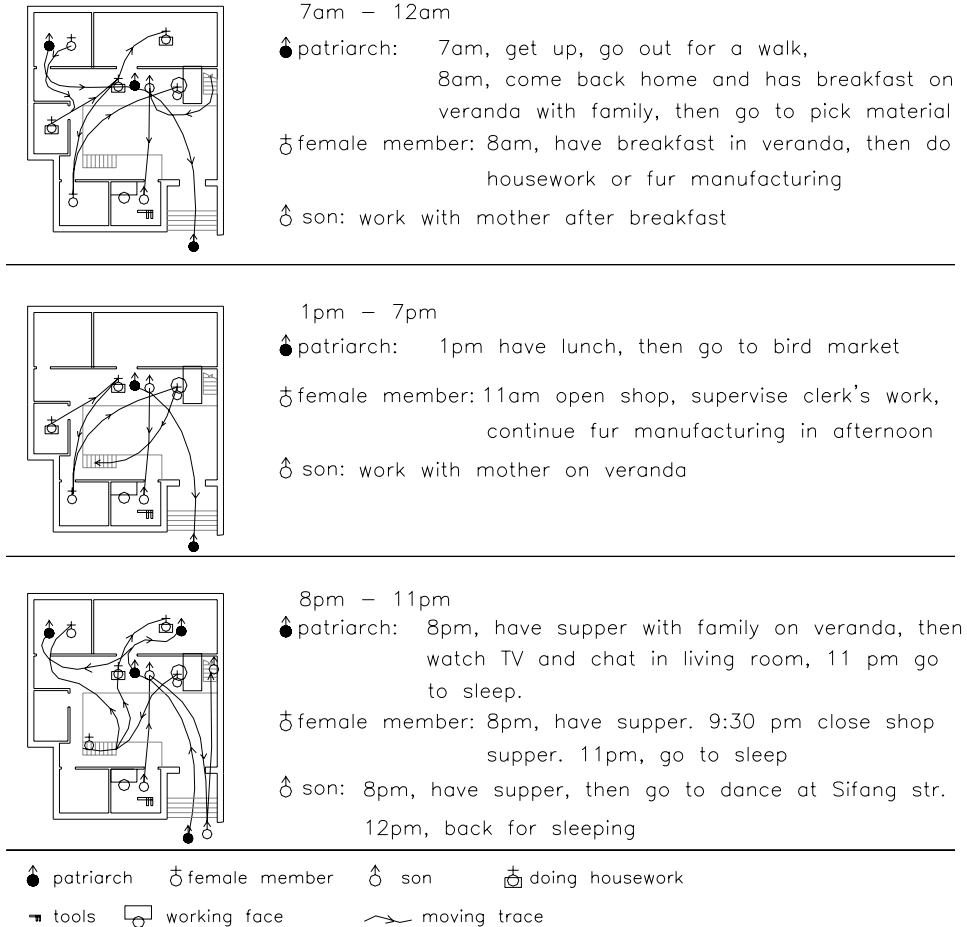 7am – 12am
patriarch: 7am, get up, go out for a walk,
8am, come back home and has breakfast on
veranda with family, then go to pick material
female member: 8am, have breakfast in veranda, then do
housework or fur manufacturing
son: work with mother after breakfast
1pm – 7pm
patriarch: 1pm have lunch, then go to bird market
female member: 11am open shop, supervise clerk's work,
continue fur manufacturing in afternoon
son: work with mother on veranda
8pm – 11pm
patriarch: 8pm, have supper with family on veranda, then
watch TV and chat in living room, 11 pm go
to sleep.
female member: 8pm, have supper. 9:30 pm close shop
supper. 11pm, go to sleep
son: 8pm, have supper, then go to dance at Sifang str.
12pm, back for sleeping
patriarch female member son doing housework
tools working face moving trace